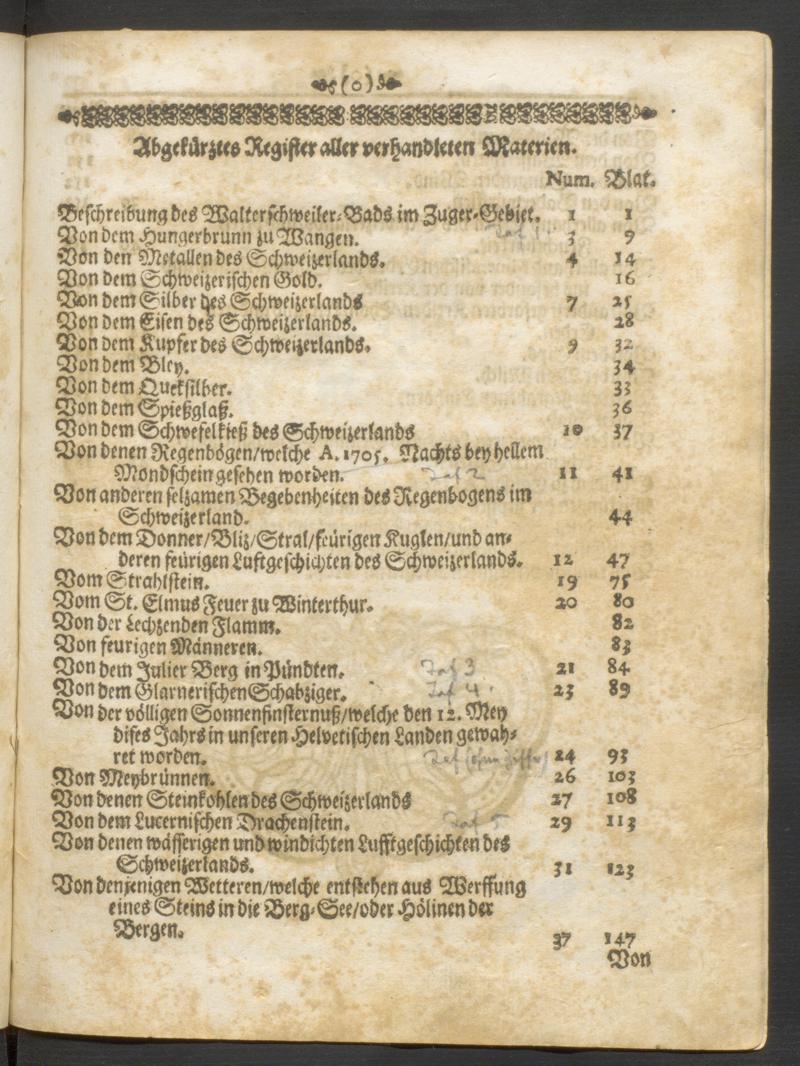 (0)
Abgekürztes Register aller verhandleten Materien.
Num. Blat.
Beschreibung des Walterschweiler-Bads im Zuger-Gebiet. 1 1
Von dem Hungerbrunn zu Wangen. Taf 1. 3 9
Von den Metallen des Schweizerlands. 4 14
Von dem Schweizerischen Gold. 16
Von dem Silber des Schweizerlands 7 25
Von dem Eisen des Schweizerlands. 28
Von dem Kupfer des Schweizerlands. 9 32
Von dem Bley. 34
Von dem Queksilber. 33
Von dem Spießglaß. 36
Von dem Schwefelkieß des Schweizerlands 10 37
Von denen Regenbögen/welche A. 1705. Nachts bey hellem
Mondschein gesehen worden. Taf 2 11 41
Von anderen selzamen Begebenheiten des Regenbogens im
Schweizerland. 44
Von dem Donner/Bliz/Stral/feürigen Kuglen/und an-
deren feürigen Luftgeschichten des Schweizerlands. 12 47
Vom Strahlstein. 19 75
Vom St. Elmus Feuer zu Winterthur. 20 80
Von der Lechzenden Flamm. 82
Von feurigen Männeren. 83
Von dem Julier Berg in Pündten. Taf 3 21 84
Von dem Glarnerischen Schabziger. Taf 4. 23 89
Von der völligen Sonnenfinsternuß/welche den 12. Mey
dises Jahrs in unseren Helvetischen Landen gewah-
ret worden. Taf (ohne Ziffer) 24 93
Von Meybrünnen. 26 103
Von denen Steinkohlen des Schweizerlands 27 108
Von dem Lucernischen Drachenstein. Taf 5 29 113
Von denen wässerigen und windichten Lufftgeschichten des
Schweizerlands. 31 123
Von denjenigen Wetteren/welche entstehen aus Werffung
eines Steins in die Berg-See/oder Hölinen der
Bergen. 37 147
Von